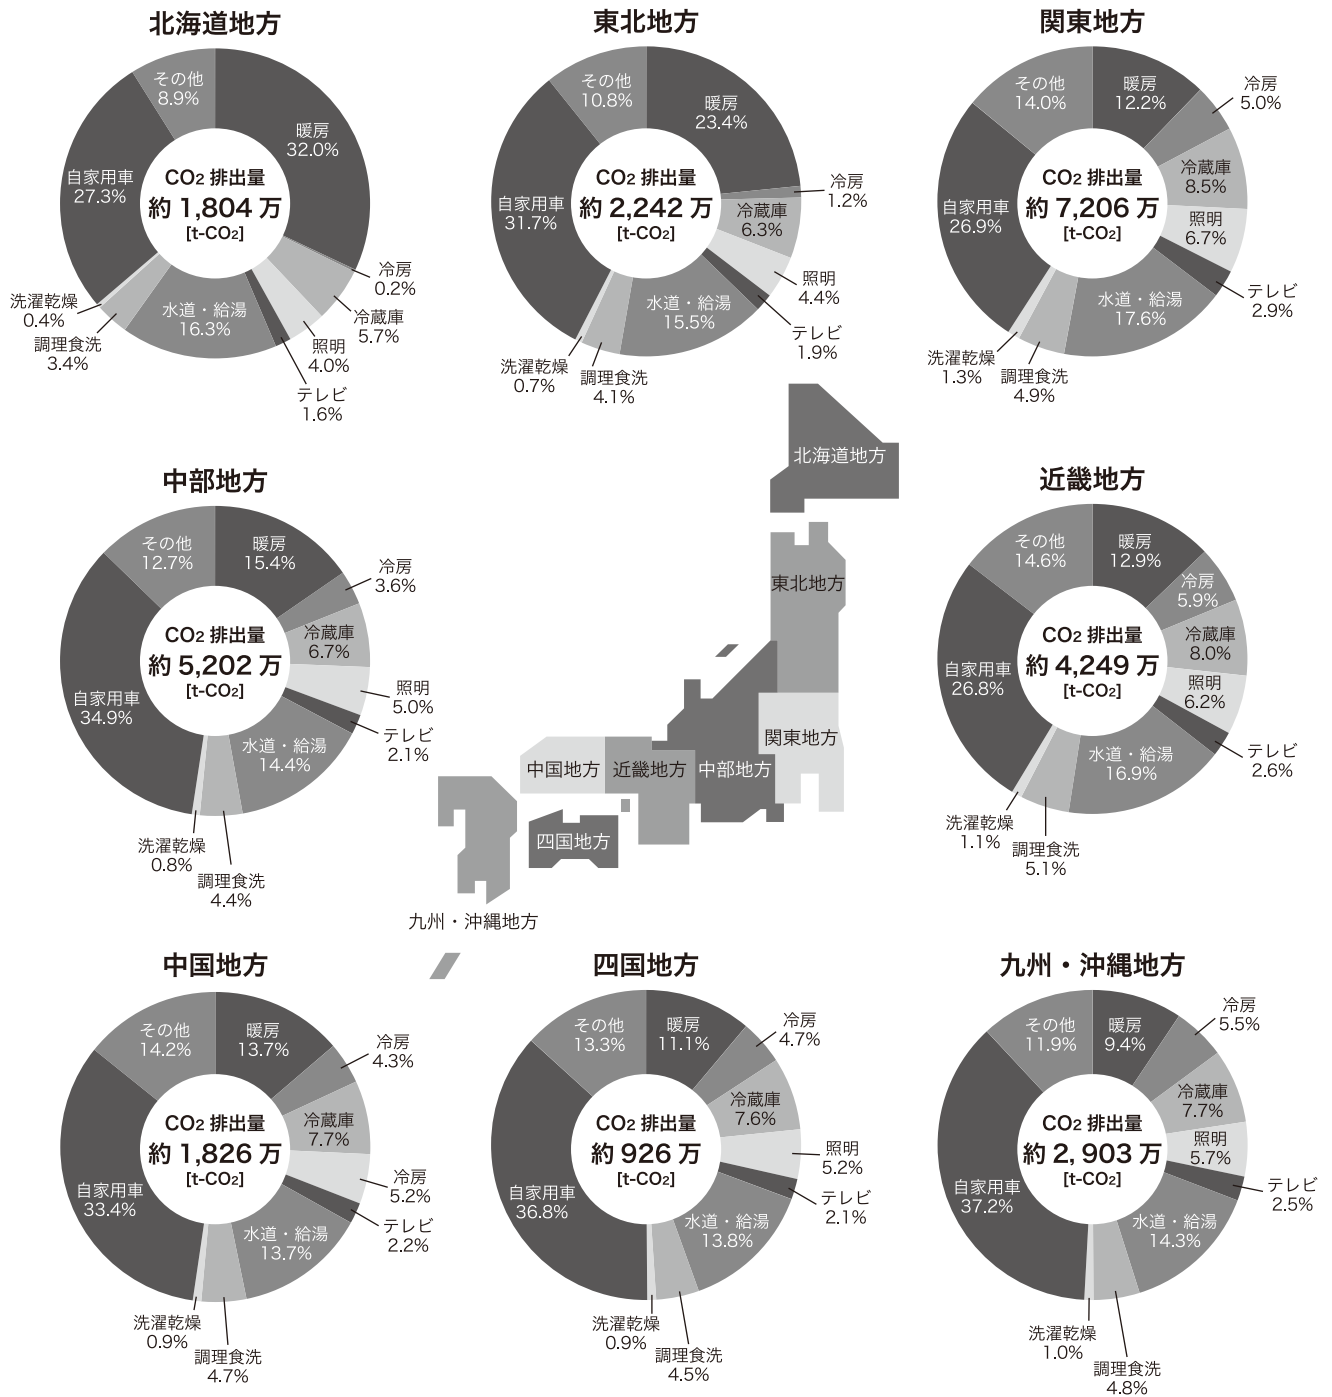 北海道地方
その他
8.9%
暖房
32.0%
自家用車
27.3%
CO2 排出量
約 1,804 万
[t-CO2]
冷房
0.2%
洗濯乾燥
0.4%
水道・給湯
16.3%
冷蔵庫
5.7%
調理食洗
3.4%
照明
4.0%
テレビ
1.6%
東北地方
その他
10.8%
暖房
23.4%
冷房
1.2%
自家用車
31.7%
CO2 排出量
約 2,242 万
[t-CO2]
冷蔵庫
6.3%
照明
4.4%
水道・給湯
15.5%
テレビ
1.9%
洗濯乾燥
0.7%
調理食洗
4.1%
関東地方
その他
14.0%
暖房
12.2%
冷房
5.0%
冷蔵庫
8.5%
自家用車
26.9%
CO2 排出量
約 7,206 万
[t-CO2]
照明
6.7%
テレビ
2.9%
水道・給湯
17.6%
洗濯乾燥
1.3%
調理食洗
4.9%
中部地方
その他
12.7%
暖房
15.4%
冷房
3.6%
冷蔵庫
6.7%
CO2 排出量
約 5,202 万
[t-CO2]
自家用車
34.9%
照明
5.0%
テレビ
2.1%
水道・給湯
14.4%
洗濯乾燥
0.8%
調理食洗
4.4%
北海道地方
東北地方
関東地方
中部地方
近畿地方
中国地方
四国地方
九州・沖縄地方
近畿地方
その他
14.6%
暖房
12.9%
冷房
5.9%
冷蔵庫
8.0%
CO2 排出量
約 4,249 万
[t-CO2]
自家用車
26.8%
照明
6.2%
テレビ
2.6%
水道・給湯
16.9%
洗濯乾燥
1.1%
調理食洗
5.1%
中国地方
その他
14.2%
暖房
13.7%
冷房
4.3%
冷蔵庫
7.7%
CO2 排出量
約 1,826 万
[t-CO2]
自家用車
33.4%
冷房
5.2%
テレビ
2.2%
水道・給湯
13.7%
洗濯乾燥
0.9%
調理食洗
4.7%
四国地方
その他
13.3%
暖房
11.1%
冷房
4.7%
冷蔵庫
7.6%
CO2 排出量
約 926 万
[t-CO2]
自家用車
36.8%
照明
5.2%
テレビ
2.1%
水道・給湯
13.8%
洗濯乾燥
0.9%
調理食洗
4.5%
九州・沖縄地方
その他
11.9%
暖房
9.4%
冷房
5.5%
冷蔵庫
7.7%
CO2 排出量
約 2, 903 万
[t-CO2]
照明
5.7%
自家用車
37.2%
テレビ
2.5%
水道・給湯
14.3%
洗濯乾燥
1.0%
調理食洗
4.8%